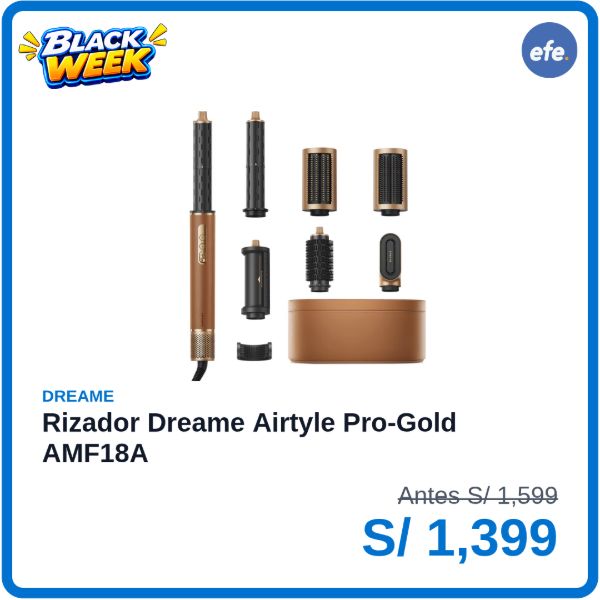 BLACK
WEEK
efe.
DREAME
Rizador Dreame Airtyle Pro-Gold
AMF18A
Antes S/ 1,599
S/ 1,399